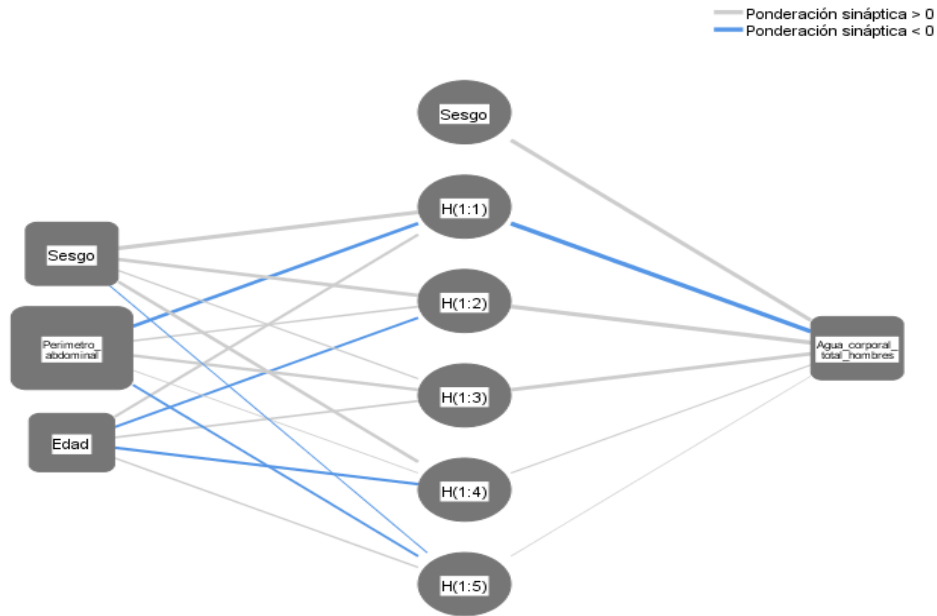 Ponderación sináptica > 0
Ponderación sináptica < 0
Sesgo
H(1:1)
Sesgo
H(1:2)
Perimetro_
abdominal
Agua_corporal_
total_hombres
H(1:3)
Edad
H(1:4)
H(1:5)